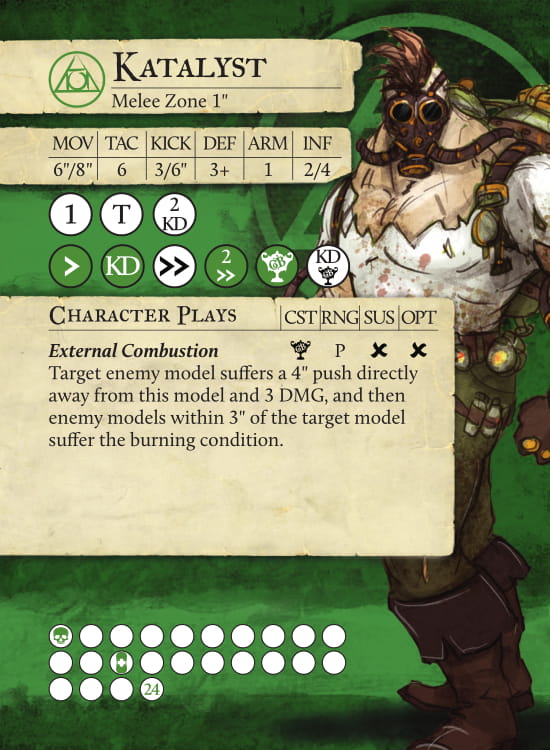 Katalyst
Melee Zone 1"
MOV TAC KICK DEF ARM INF
6"/8" 6 3/6" 3+ 1 2/4
1 T 2 KD
> KD >> 2 >> GB KD
Character Plays CST RNG SUS OPT
External Combustion GB P ✘ ✘
Target enemy model suffers a 4" push directly
away from this model and 3 DMG, and then
enemy models within 3" of the target model
suffer the burning condition.
24